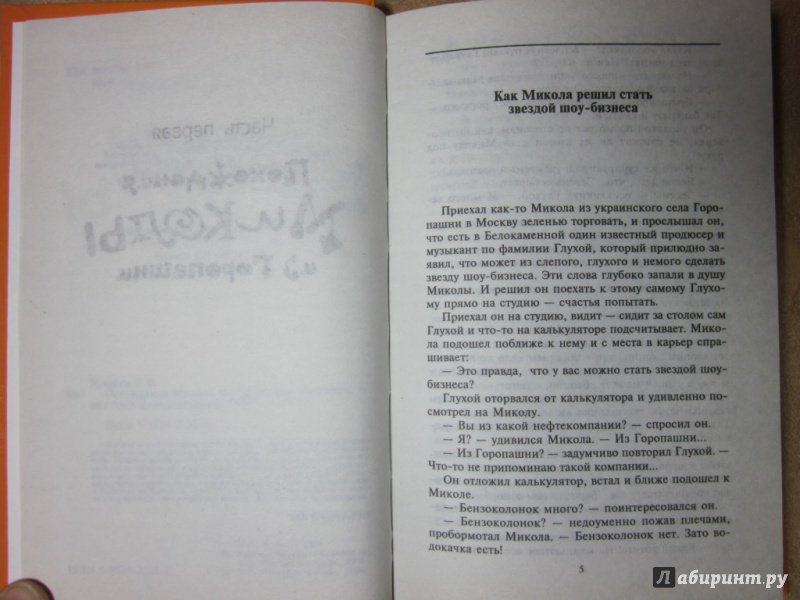 Часть первая
Похождения
Миколы
из Горопашни
Как Микола решил стать
звездой шоу-бизнеса
Приехал как-то Микола из украинского села Горо-
пашни в Москву зеленью торговать, и прослышал он,
что есть в Белокаменной один известный продюсер и
музыкант по фамилии Глухой, который прилюдно за-
явил, что может из слепого, глухого и немого сделать
звезду шоу-бизнеса. Эти слова глубоко запали в душу
Миколы. И решил он поехать к этому самому Глухо-
му прямо на студию — счастья попытать.
Приехал он на студию, видит — сидит за столом сам
Глухой и что-то на калькуляторе подсчитывает. Мико-
ла подошел поближе к нему и с места в карьер спра-
шивает:
— Это правда, что у вас можно стать звездой шоу-
бизнеса?
Глухой оторвался от калькулятора и удивленно по-
смотрел на Миколу.
— Вы из какой нефтекомпании? — спросил он.
— Я? — удивился Микола. — Из Горопашни...
— Из Горопашни? — задумчиво повторил Глухой. —
Что-то не припоминаю такой компании...
Он отложил калькулятор, встал и ближе подошел к
Миколе.
— Бензоколонок много? — поинтересовался он.
— Бензоколонок? — недоуменно пожав плечами,
пробормотал Микола. — Бензоколонок нет. Зато во-
докачка есть!
5
Лабиринт.ру